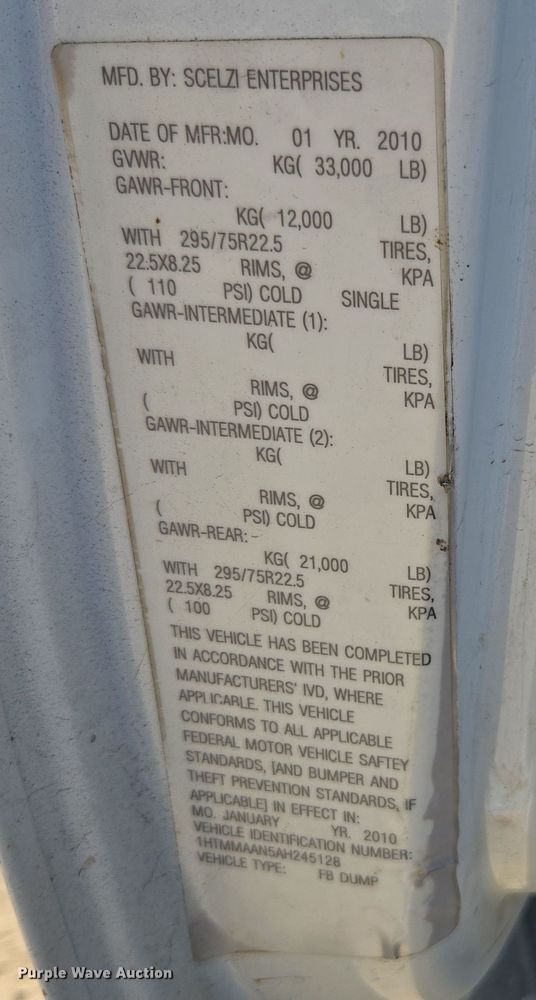 MFD. BY: SCELZI ENTERPRISES
DATE OF MFR:MO. 01 YR. 2010
GVWR: KG( 33,000 LB)
GAWR-FRONT:
KG( 12,000 LB)
WITH 295/75R22.5 TIRES,
22.5X8.25 RIMS, @ KPA
( 110 PSI) COLD SINGLE
GAWR-INTERMEDIATE (1):
KG( LB)
WITH TIRES,
RIMS, @ KPA
( PSI) COLD
GAWR-INTERMEDIATE (2):
KG( LB)
WITH TIRES,
RIMS, @ KPA
( PSI) COLD
GAWR-REAR: -
KG( 21,000 LB)
WITH 295/75R22.5 TIRES,
22.5X8.25 RIMS, @ KPA
( 100 PSI) COLD
THIS VEHICLE HAS BEEN COMPLETED
IN ACCORDANCE WITH THE PRIOR
MANUFACTURERS' IVD, WHERE
APPLICABLE. THIS VEHICLE
CONFORMS TO ALL APPLICABLE
FEDERAL MOTOR VEHICLE SAFTEY
STANDARDS, [AND BUMPER AND
THEFT PREVENTION STANDARDS, IF
APPLICABLE] IN EFFECT IN:
MO. JANUARY YR. 2010
VEHICLE IDENTIFICATION NUMBER:
1HTMMAAN5AH245128
VEHICLE TYPE: FB DUMP
Purple Wave Auction